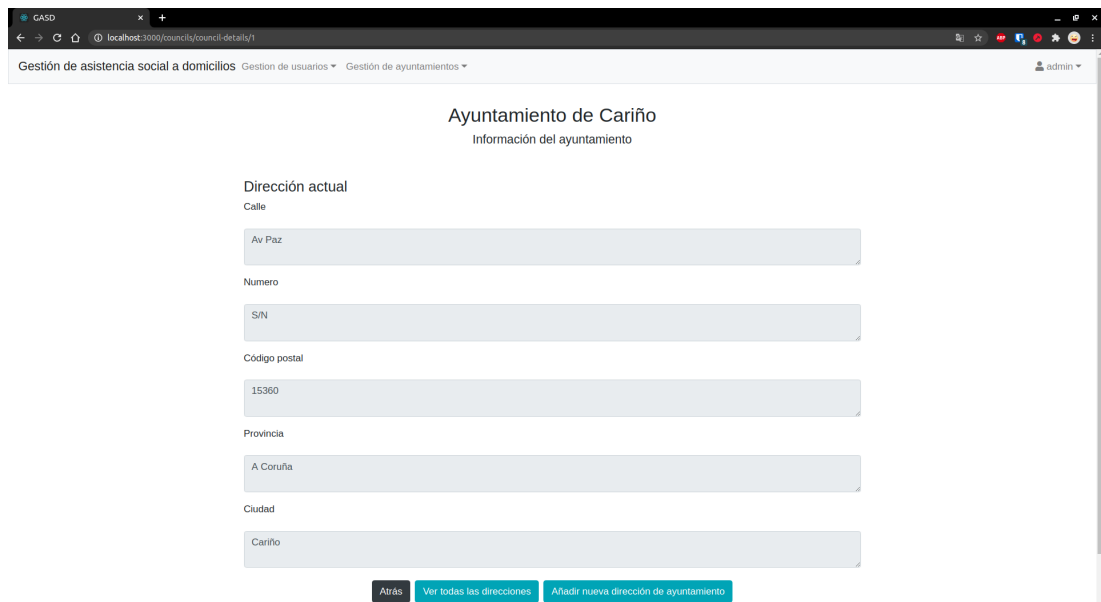 GASD
localhost:3000/councils/council-details/1
Gestión de asistencia social a domicilios Gestion de usuarios Gestión de ayuntamientos admin
Ayuntamiento de Cariño
Información del ayuntamiento
Dirección actual
Calle
Av Paz
Numero
S/N
Código postal
15360
Provincia
A Coruña
Ciudad
Cariño
Atrás Ver todas las direcciones Añadir nueva dirección de ayuntamiento